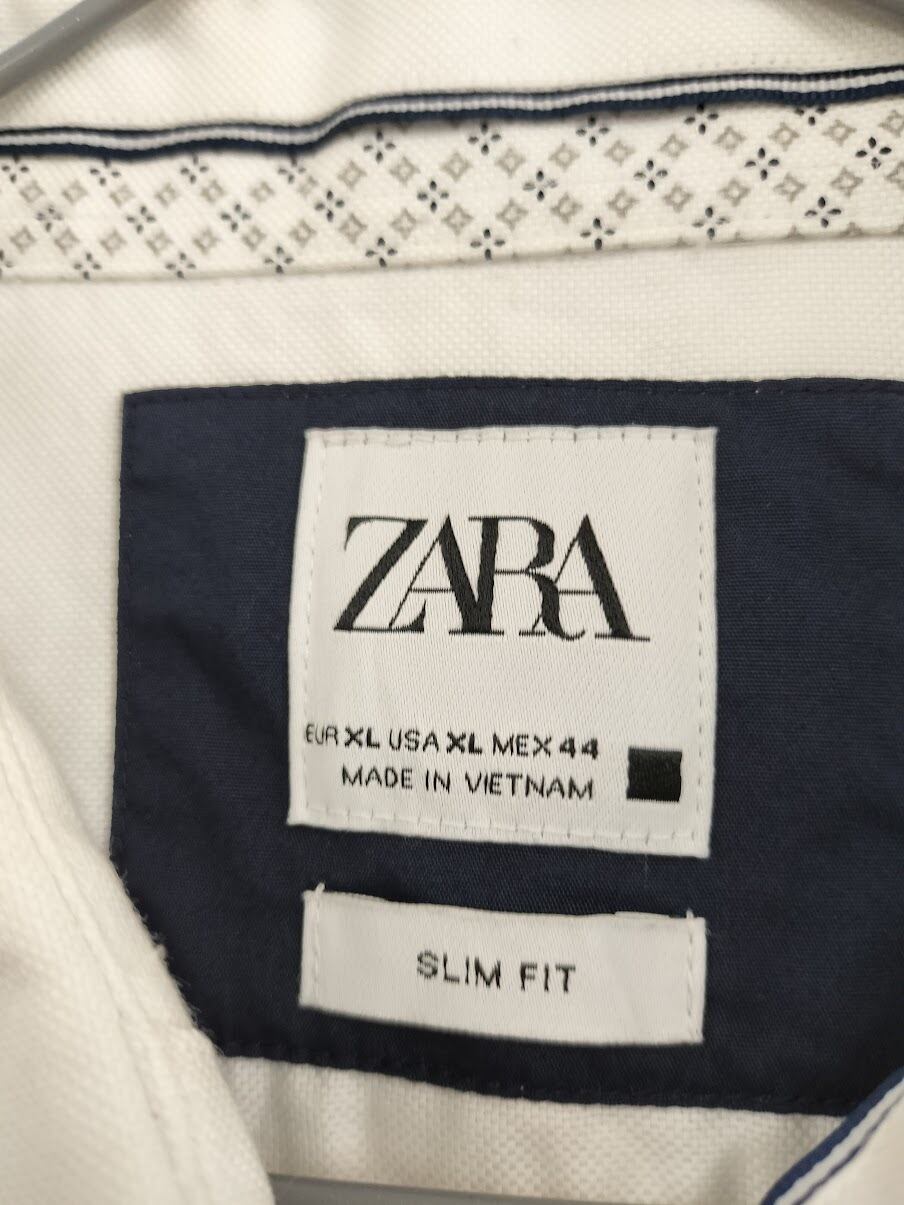 ZARA
EUR XL USA XL MEX 44
MADE IN VIETNAM
SLIM FIT